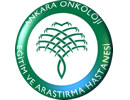 ANKARA ONKOLOJİ
EĞİTİM VE ARAŞTIRMA HASTANESİ